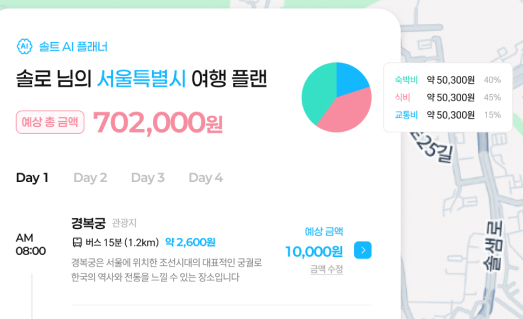 솔트 AI 플래너
솔로 님의 서울특별시 여행 플랜
예상 총 금액 702,000원
숙박비 약 50,300원 40%
식비 약 50,300원 45%
교통비 약 50,300원 15%
25길
Day 1 Day 2 Day 3 Day 4
AM
08:00
경복궁 관광지
버스 15분 (1.2km) 약 2,600원
경복궁은 서울에 위치한 조선시대의 대표적인 궁궐로
한국의 역사와 전통을 느낄 수 있는 장소입니다
예상 금액
10,000원
금액 수정
솔샘로